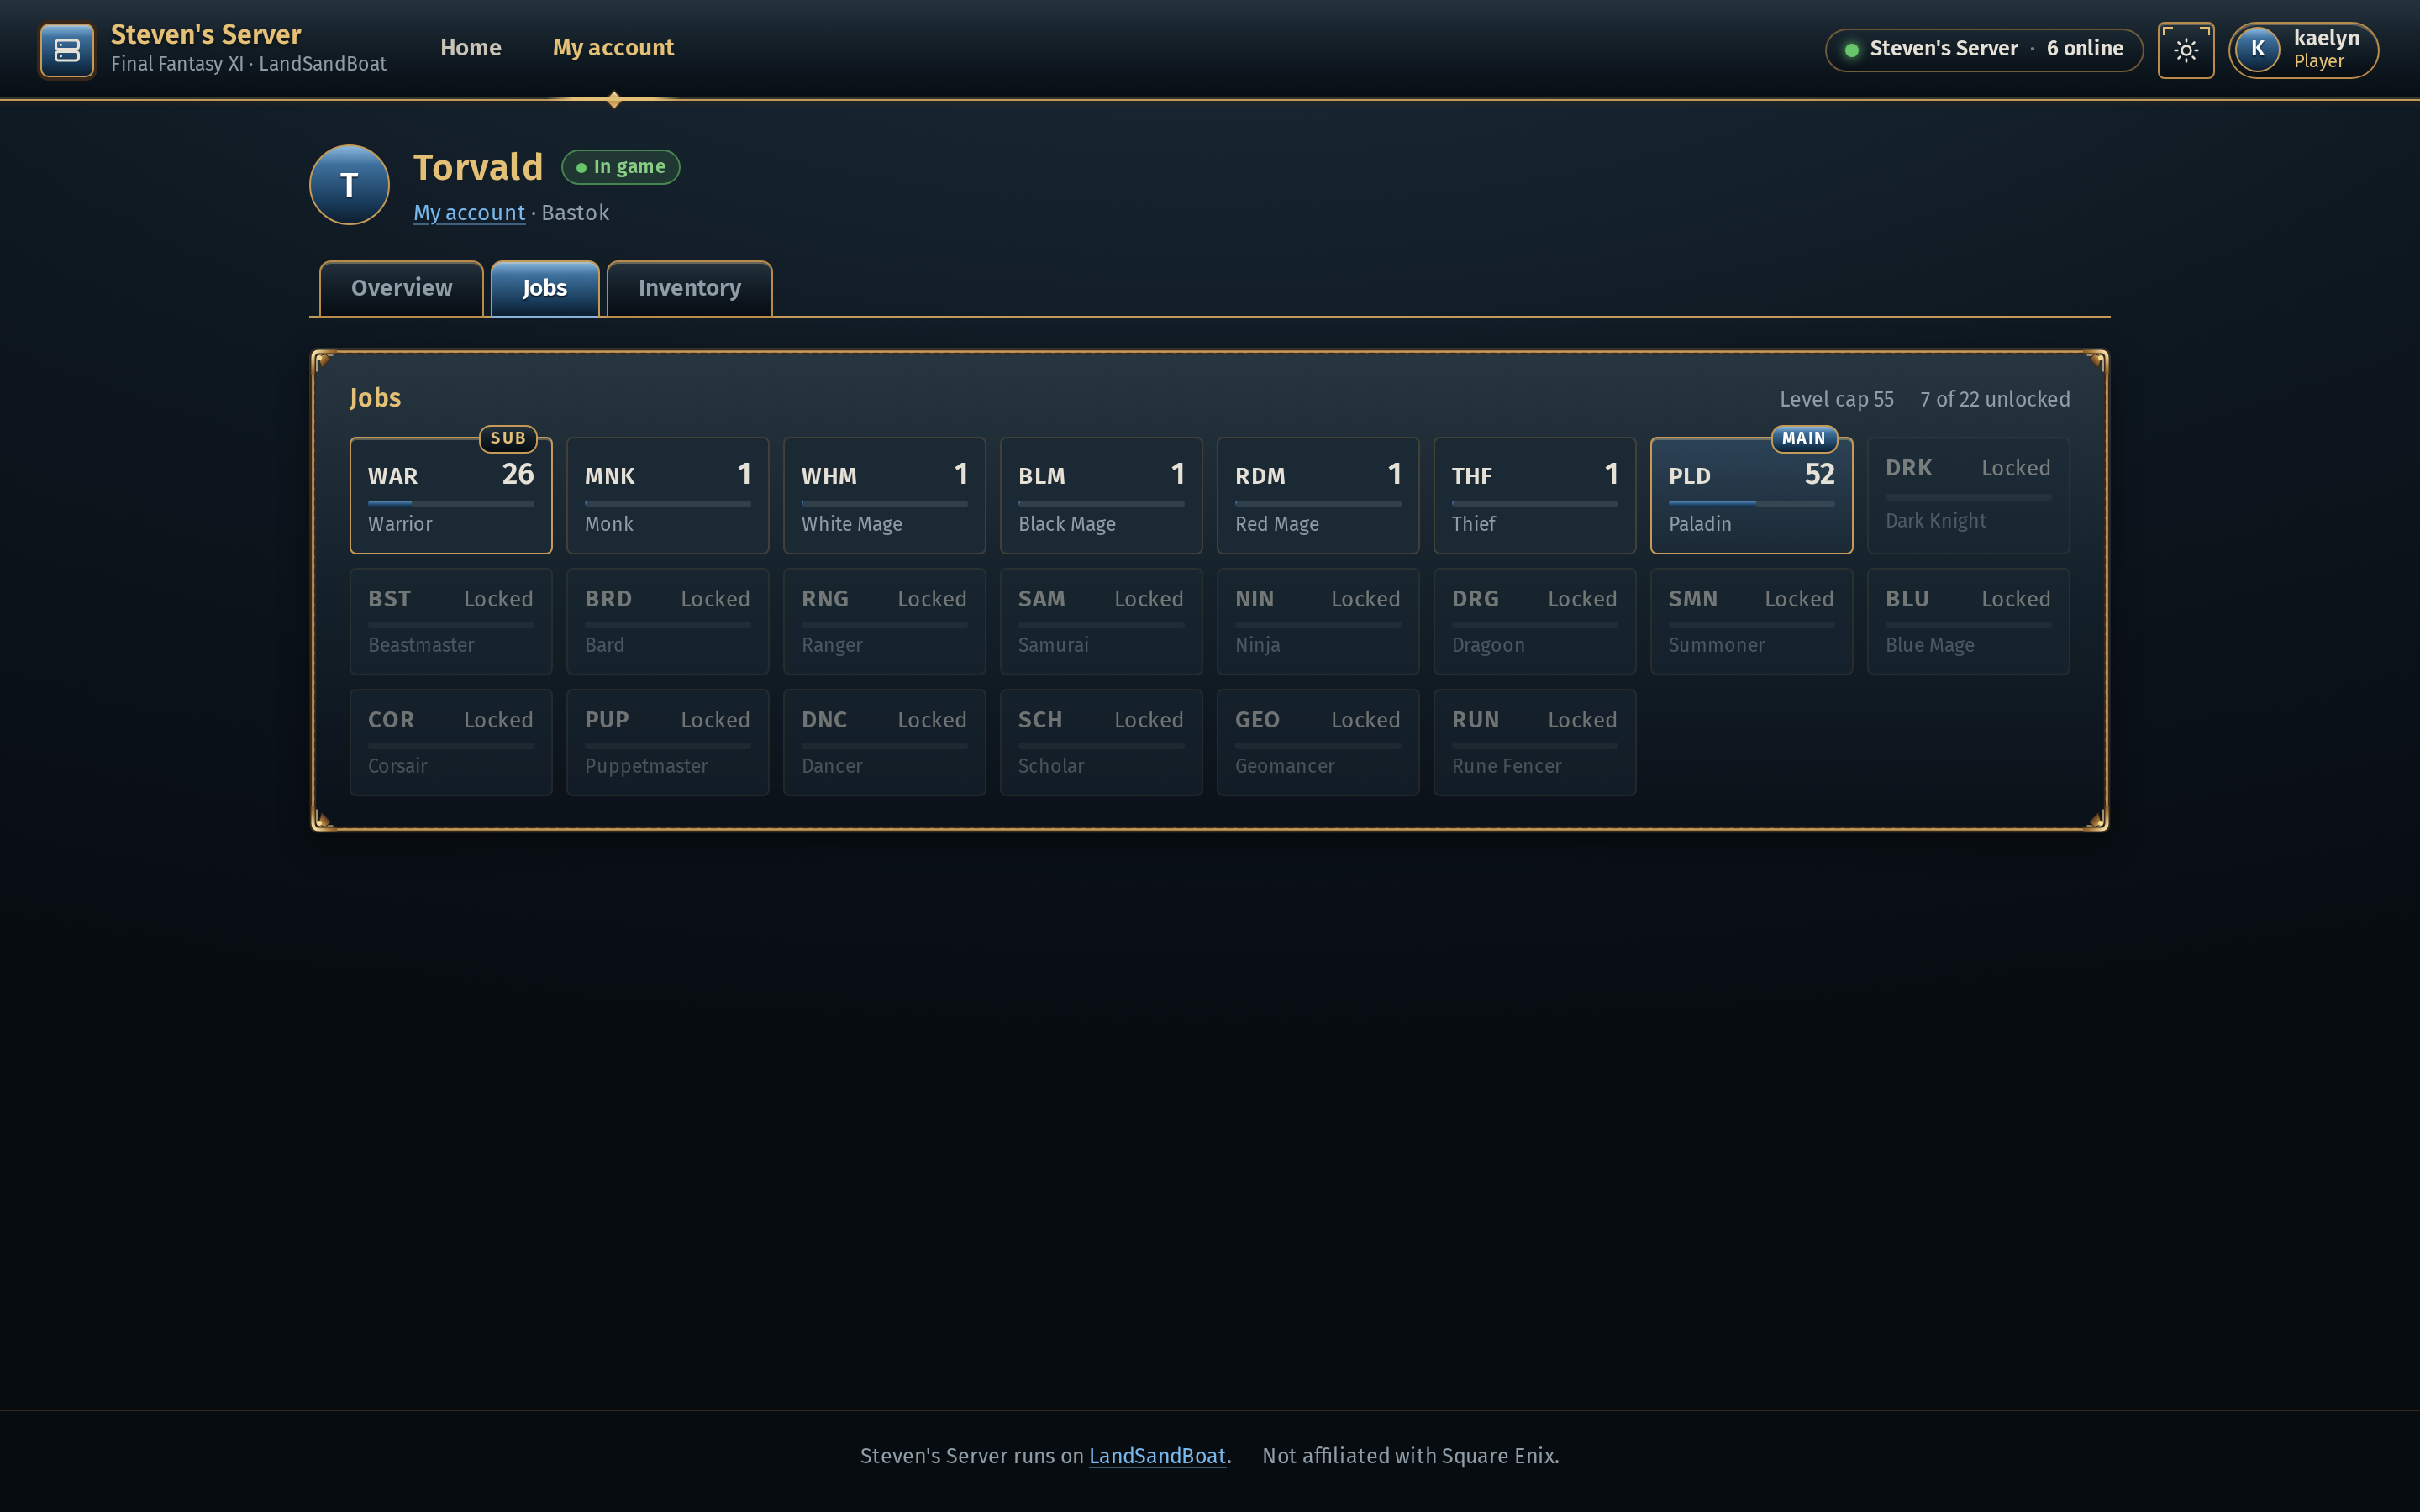 Steven's Server
Final Fantasy XI · LandSandBoat
Home
My account
Steven's Server · 6 online
K
kaelyn
Player
T
Torvald
In game
My account · Bastok
Overview
Jobs
Inventory
Jobs
Level cap 55
7 of 22 unlocked
SUB
WAR 26
Warrior
MNK 1
Monk
WHM 1
White Mage
BLM 1
Black Mage
RDM 1
Red Mage
THF 1
Thief
MAIN
PLD 52
Paladin
DRK Locked
Dark Knight
BST Locked
Beastmaster
BRD Locked
Bard
RNG Locked
Ranger
SAM Locked
Samurai
NIN Locked
Ninja
DRG Locked
Dragoon
SMN Locked
Summoner
BLU Locked
Blue Mage
COR Locked
Corsair
PUP Locked
Puppetmaster
DNC Locked
Dancer
SCH Locked
Scholar
GEO Locked
Geomancer
RUN Locked
Rune Fencer
Steven's Server runs on LandSandBoat. Not affiliated with Square Enix.